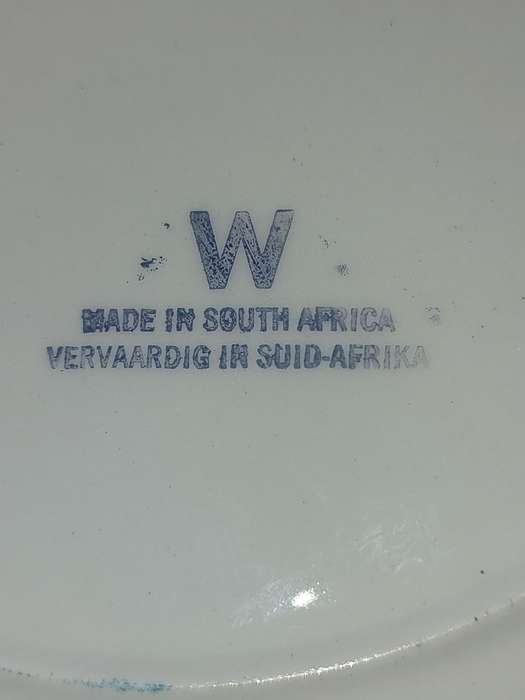 W
MADE IN SOUTH AFRICA
VERVAARDIG IN SUID-AFRIKA